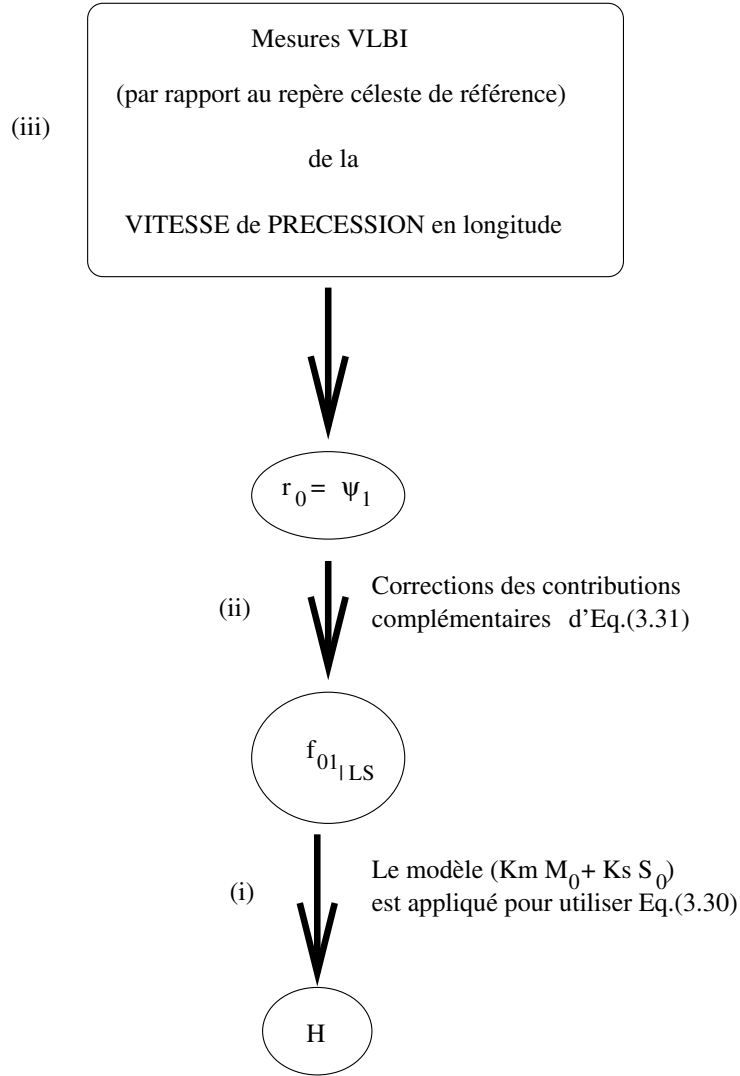 Mesures VLBI
(par rapport au repère céleste de référence)
(iii)
de la
VITESSE de PRECESSION en longitude
r₀ = ψ₁
(ii)
Corrections des contributions
complémentaires d'Eq.(3.31)
f₀₁|LS
(i)
Le modèle (Km M₀+ Ks S₀)
est appliqué pour utiliser Eq.(3.30)
H